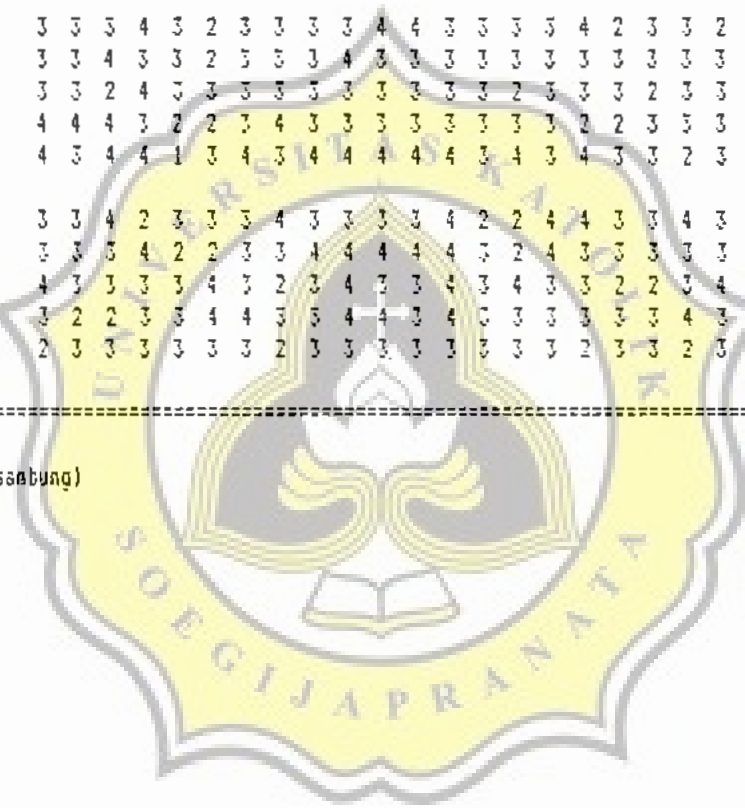 3 3 3 4 3 2 3 3 3 3 4 4 3 3 3 3 4 2 3 3 2
3 3 4 3 3 2 3 3 3 4 3 3 3 3 3 3 3 3 3 3 3
3 3 2 4 3 3 3 3 3 3 3 3 3 3 2 3 3 3 2 3 3
4 4 4 3 2 2 3 4 3 3 3 3 3 3 3 3 2 2 3 3 3
4 3 4 4 1 3 4 3 4 4 4 4 4 3 4 3 4 3 3 2 3
3 3 4 2 3 3 3 4 3 3 3 3 4 2 2 4 4 3 3 4 3
3 3 3 4 2 2 3 3 4 4 4 4 4 3 2 4 3 3 3 3 3
4 3 3 3 3 4 3 2 3 4 3 3 4 3 4 3 3 2 2 3 4
3 2 2 3 3 4 4 3 3 4 4 3 4 3 3 3 3 3 3 4 3
2 3 3 3 3 3 3 2 3 3 3 3 3 3 3 3 2 3 3 2 3
UNIVERSITAS KATOLIK
SOEGIJAPRANATA